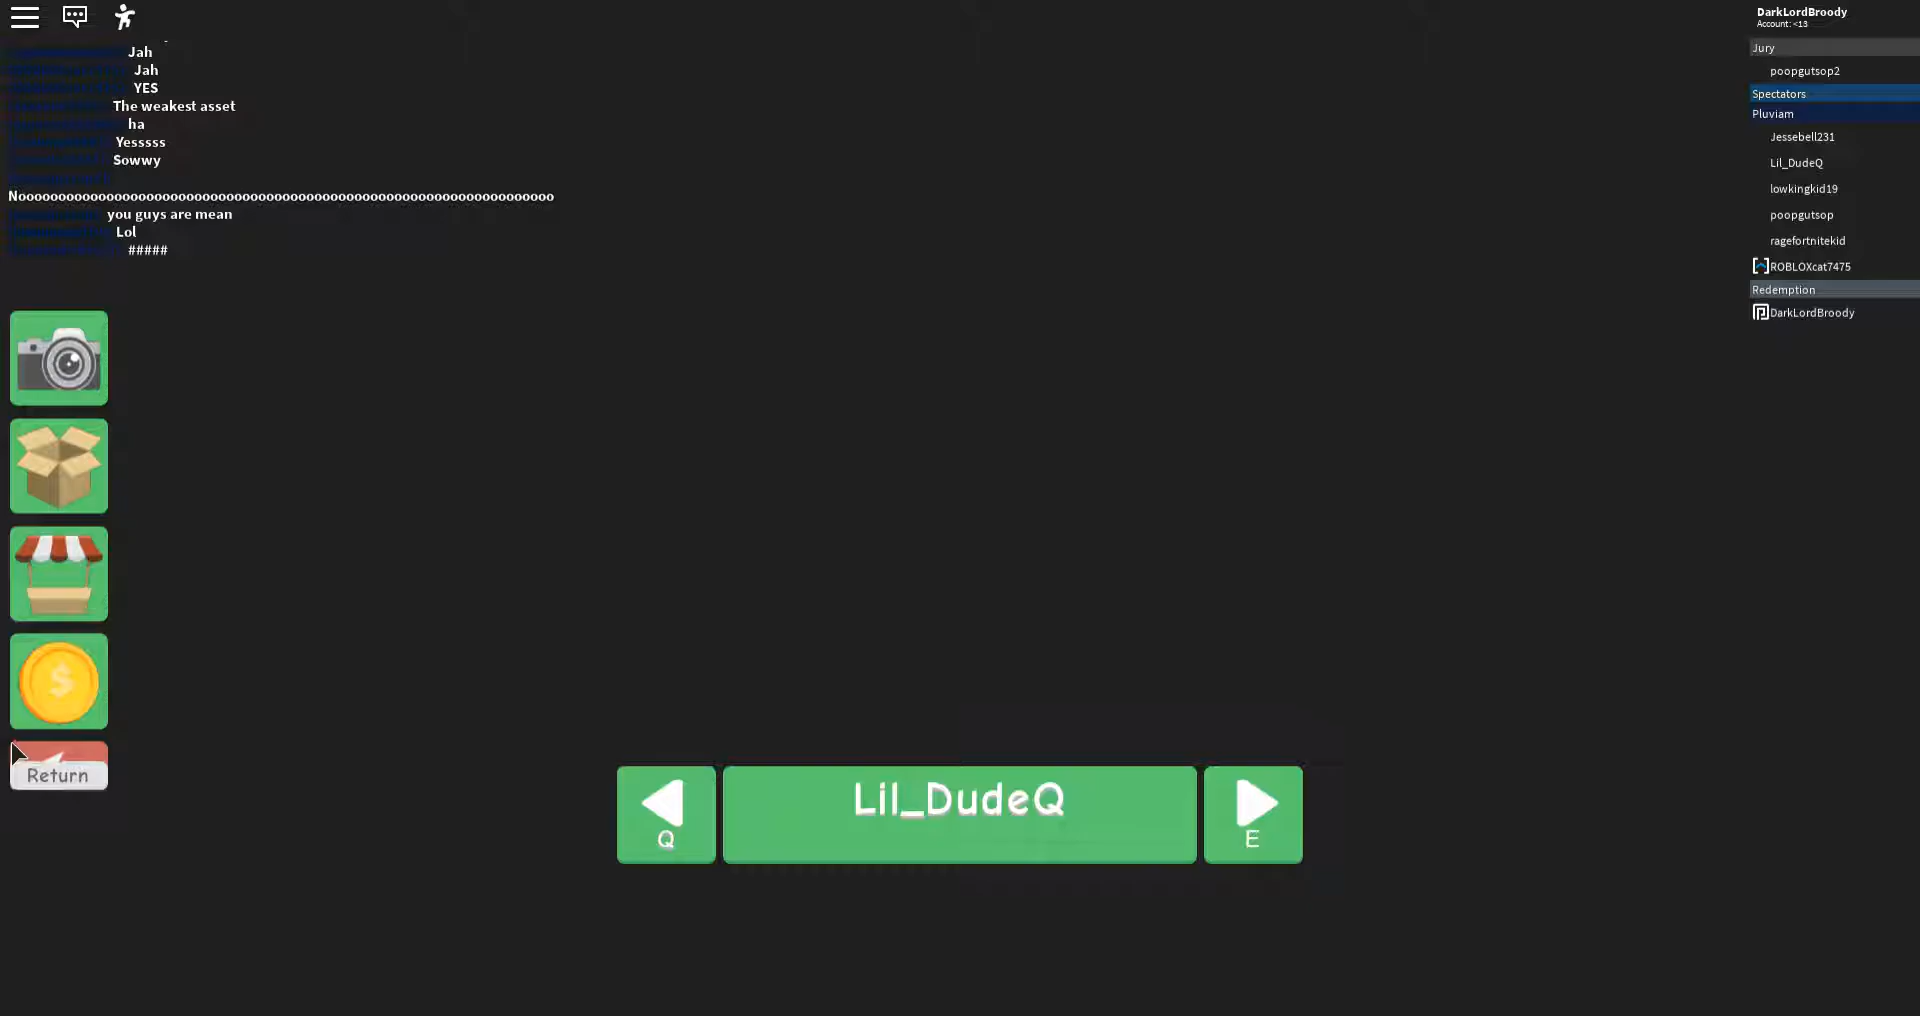 Jah
Jah
YES
The weakest asset
ha
Yesssss
Sowwy
Nooooooooooooooooooooooooooooooooooooooooooooooooooooooooooooooooooo
you guys are mean
Lol
#####
Return
Lil_DudeQ
Q
E
DarkLordBroody
Account: <13
Jury
poopgutsop2
Spectators
Pluviam
Jessebell231
Lil_DudeQ
lowkingkid19
poopgutsop
ragefortnitekid
ROBLOXcat7475
Redemption
DarkLordBroody